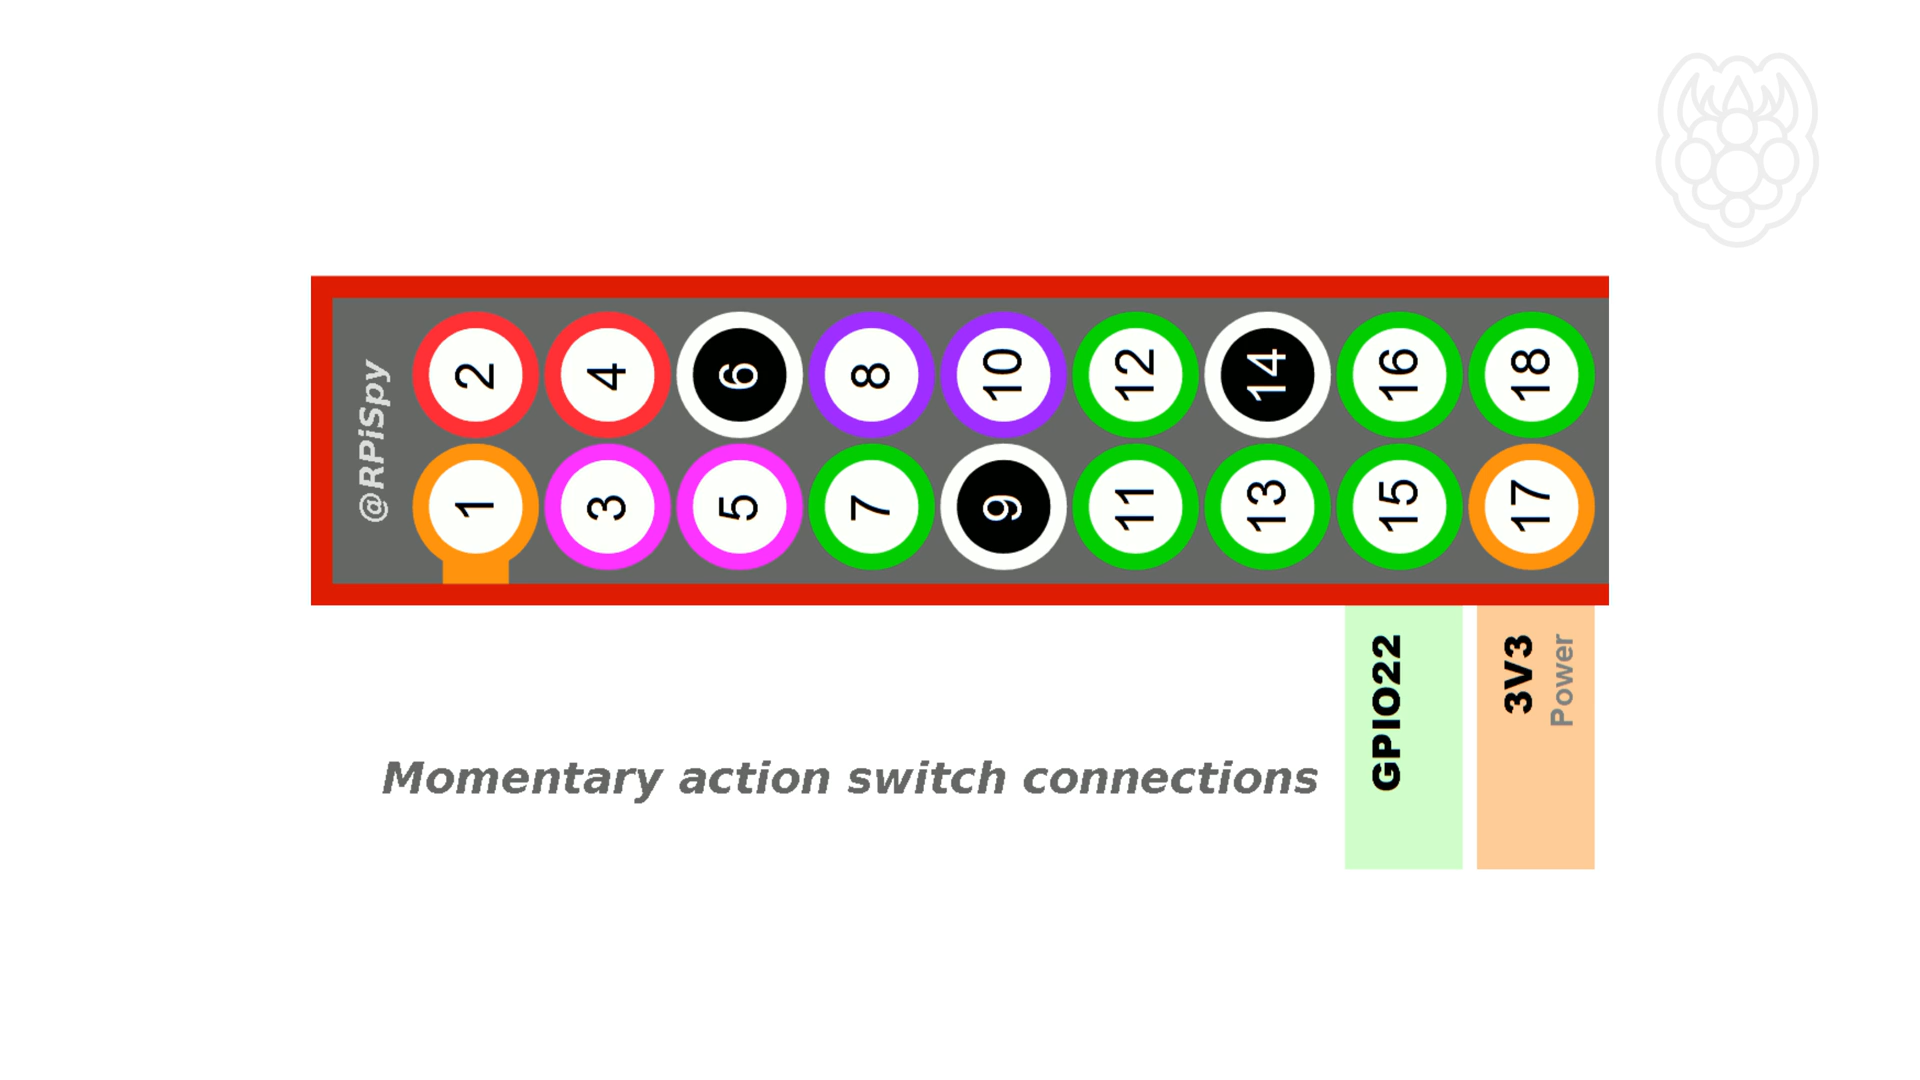 @RPiSpy
2 4 6 8 10 12 14 16 18
1 3 5 7 9 11 13 15 17
GPIO22
3V3
Power
Momentary action switch connections